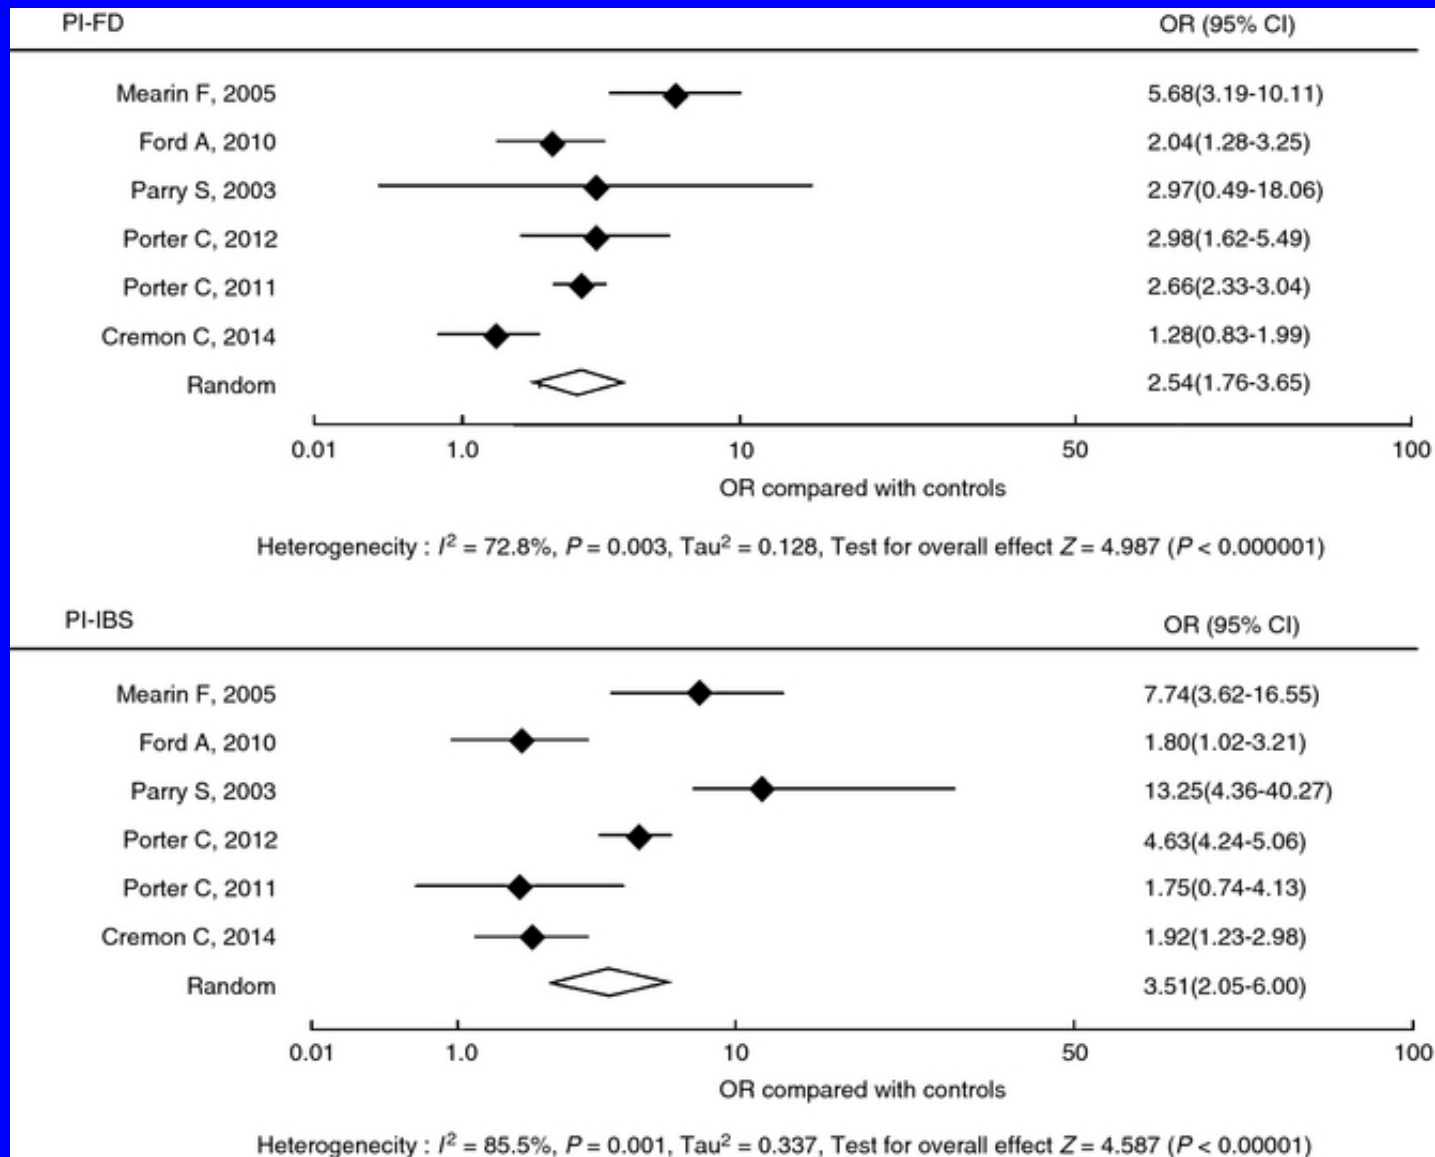 PI-FD OR (95% CI)
Mearin F, 2005 5.68(3.19-10.11)
Ford A, 2010 2.04(1.28-3.25)
Parry S, 2003 2.97(0.49-18.06)
Porter C, 2012 2.98(1.62-5.49)
Porter C, 2011 2.66(2.33-3.04)
Cremon C, 2014 1.28(0.83-1.99)
Random 2.54(1.76-3.65)
0.01 1.0 10 50 100
OR compared with controls
Heterogenecity : I² = 72.8%, P = 0.003, Tau² = 0.128, Test for overall effect Z = 4.987 (P < 0.000001)
PI-IBS OR (95% CI)
Mearin F, 2005 7.74(3.62-16.55)
Ford A, 2010 1.80(1.02-3.21)
Parry S, 2003 13.25(4.36-40.27)
Porter C, 2012 4.63(4.24-5.06)
Porter C, 2011 1.75(0.74-4.13)
Cremon C, 2014 1.92(1.23-2.98)
Random 3.51(2.05-6.00)
0.01 1.0 10 50 100
OR compared with controls
Heterogenecity : I² = 85.5%, P = 0.001, Tau² = 0.337, Test for overall effect Z = 4.587 (P < 0.00001)